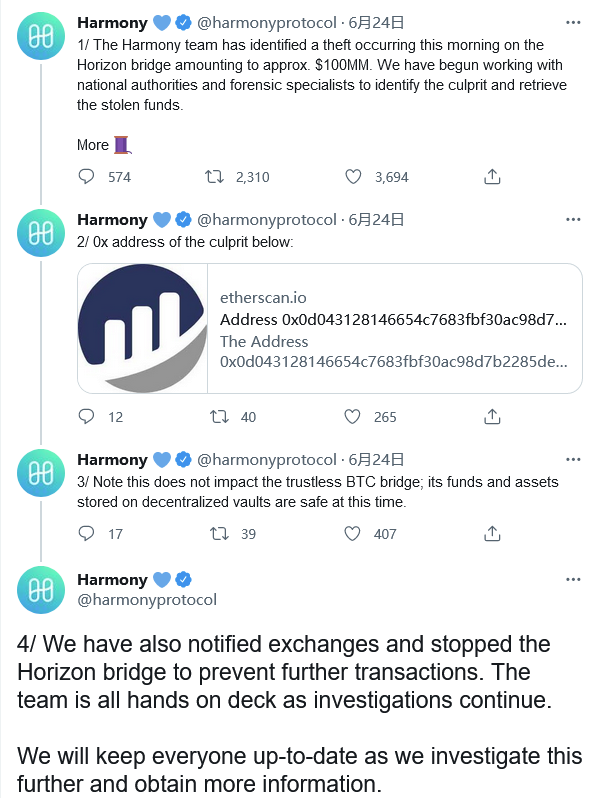 Harmony 💙 @harmonyprotocol · 6月24日
1/ The Harmony team has identified a theft occurring this morning on the
Horizon bridge amounting to approx. $100MM. We have begun working with
national authorities and forensic specialists to identify the culprit and retrieve
the stolen funds.
More 🧵
574 2,310 3,694
Harmony 💙 @harmonyprotocol · 6月24日
2/ 0x address of the culprit below:
etherscan.io
Address 0x0d043128146654c7683fbf30ac98d7...
The Address
0x0d043128146654c7683fbf30ac98d7b2285de...
12 40 265
Harmony 💙 @harmonyprotocol · 6月24日
3/ Note this does not impact the trustless BTC bridge; its funds and assets
stored on decentralized vaults are safe at this time.
17 39 407
Harmony 💙
@harmonyprotocol
4/ We have also notified exchanges and stopped the
Horizon bridge to prevent further transactions. The
team is all hands on deck as investigations continue.
We will keep everyone up-to-date as we investigate this
further and obtain more information.